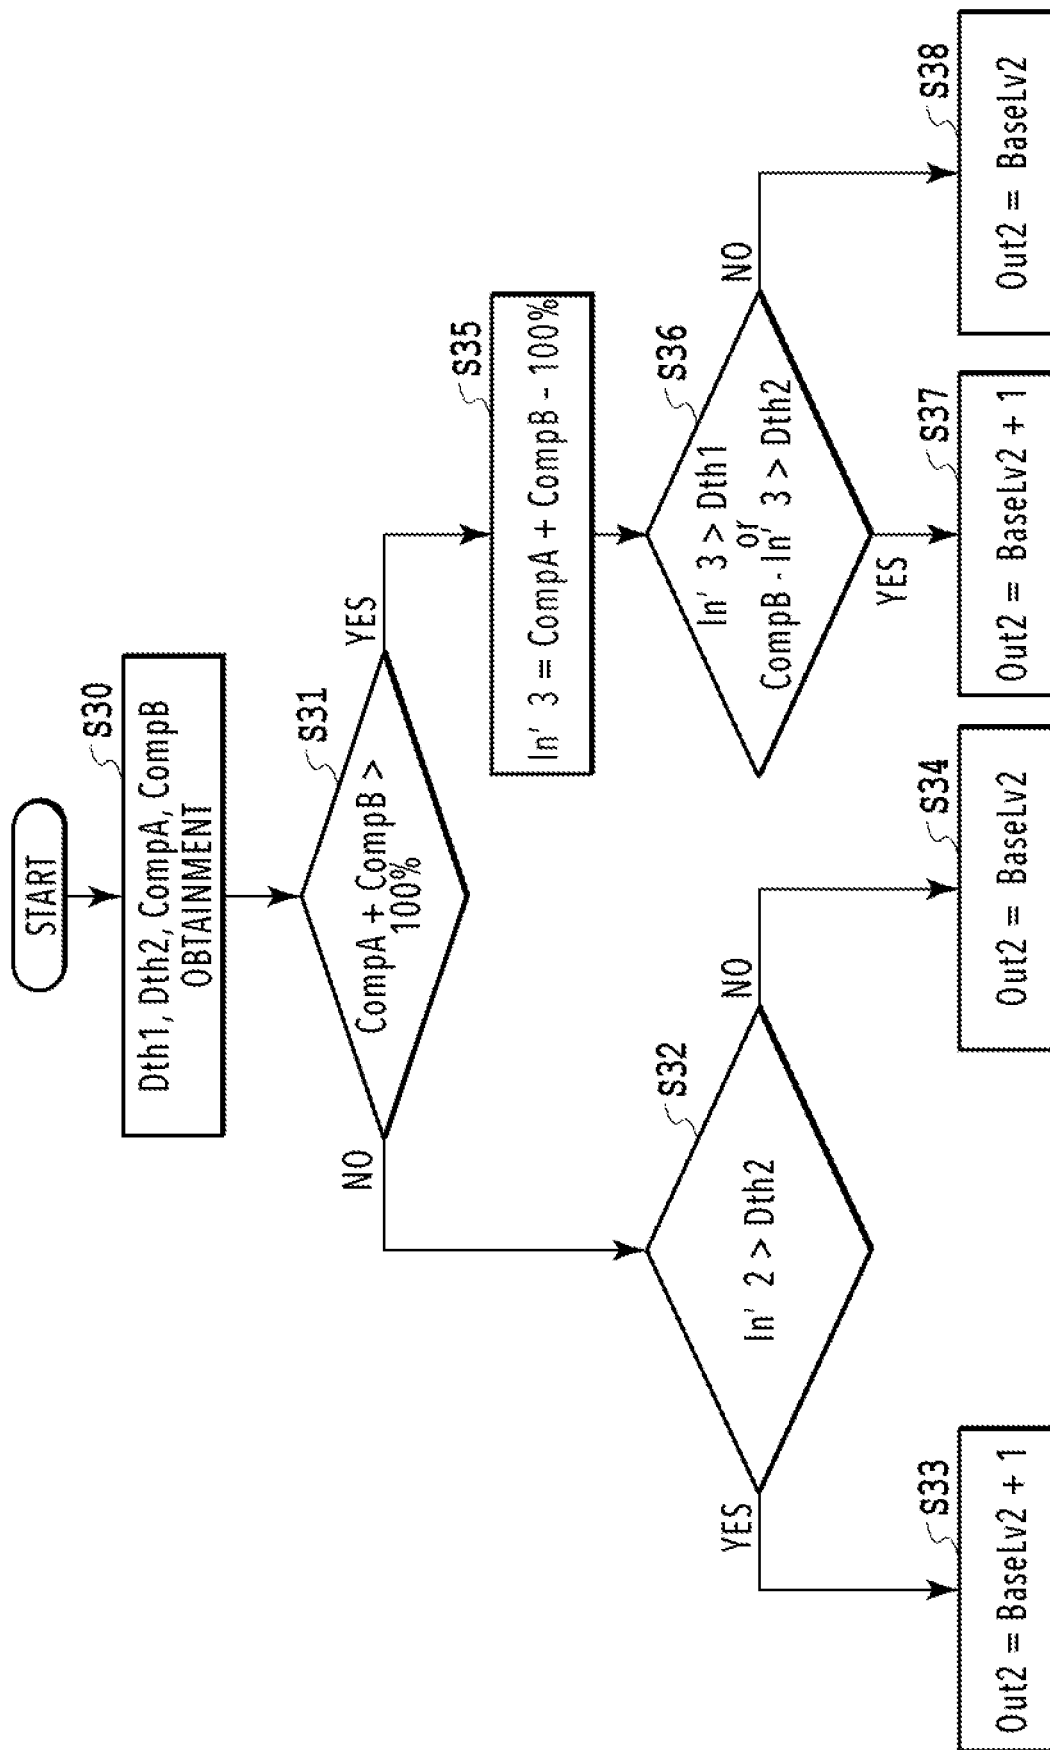 START
S30
Dth1, Dth2, CompA, CompB
OBTAINMENT
S31
CompA + CompB >
100%
NO
YES
S32
In' 2 > Dth2
YES
NO
S33
Out2 = BaseLv2 + 1
S34
Out2 = BaseLv2
S35
In' 3 = CompA + CompB - 100%
S36
In' 3 > Dth1
or
CompB - In' 3 > Dth2
YES
NO
S37
Out2 = BaseLv2 + 1
S38
Out2 = BaseLv2